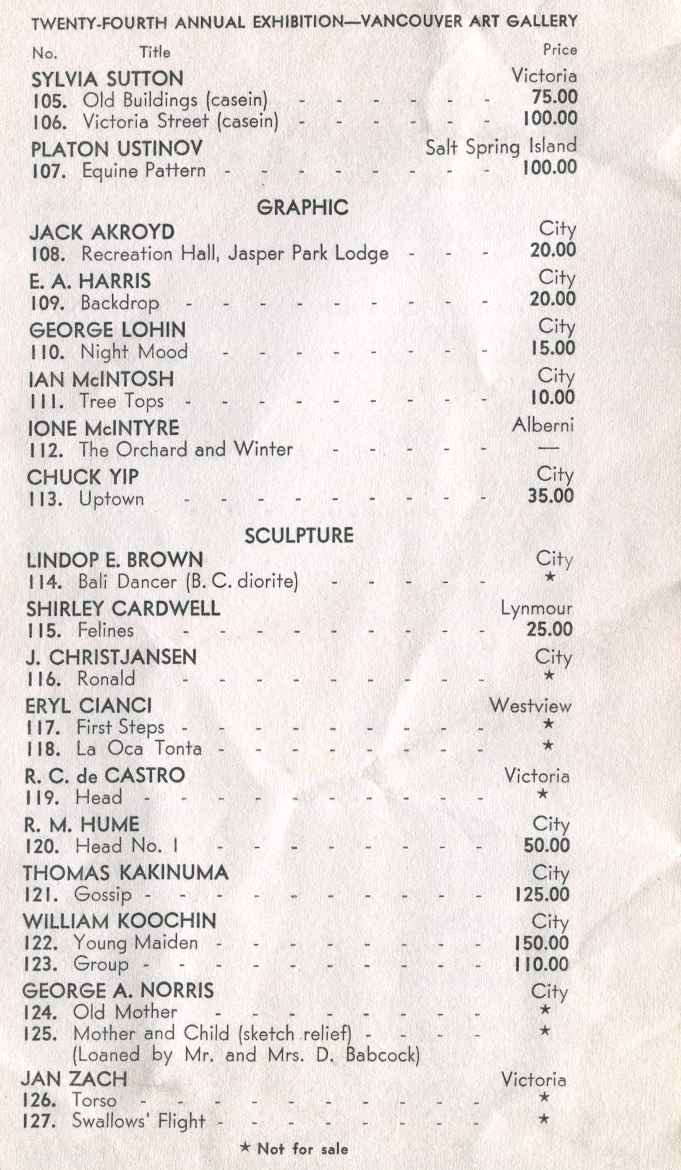 TWENTY-FOURTH ANNUAL EXHIBITION—VANCOUVER ART GALLERY
No. Title Price
SYLVIA SUTTON Victoria
105. Old Buildings (casein) - - - - - - 75.00
106. Victoria Street (casein) - - - - - - 100.00
PLATON USTINOV Salt Spring Island
107. Equine Pattern - - - - - - - - 100.00
GRAPHIC
JACK AKROYD City
108. Recreation Hall, Jasper Park Lodge - - - 20.00
E. A. HARRIS City
109. Backdrop - - - - - - - - - 20.00
GEORGE LOHIN City
110. Night Mood - - - - - - - - 15.00
IAN McINTOSH City
111. Tree Tops - - - - - - - - - 10.00
IONE McINTYRE Alberni
112. The Orchard and Winter - - - - - —
CHUCK YIP City
113. Uptown - - - - - - - - - 35.00
SCULPTURE
LINDOP E. BROWN City
114. Bali Dancer (B. C. diorite) - - - - - ★
SHIRLEY CARDWELL Lynmour
115. Felines - - - - - - - - - 25.00
J. CHRISTJANSEN City
116. Ronald - - - - - - - - - ★
ERYL CIANCI Westview
117. First Steps - - - - - - - - - ★
118. La Oca Tonta - - - - - - - - ★
R. C. de CASTRO Victoria
119. Head - - - - - - - - - - ★
R. M. HUME City
120. Head No. 1 - - - - - - - - 50.00
THOMAS KAKINUMA City
121. Gossip - - - - - - - - - - 125.00
WILLIAM KOOCHIN City
122. Young Maiden - - - - - - - - 150.00
123. Group - - - - - - - - - - 110.00
GEORGE A. NORRIS City
124. Old Mother - - - - - - - - ★
125. Mother and Child (sketch relief) - - - - ★
(Loaned by Mr. and Mrs. D. Babcock)
JAN ZACH Victoria
126. Torso - - - - - - - - - - ★
127. Swallows' Flight - - - - - - - - ★
★ Not for sale